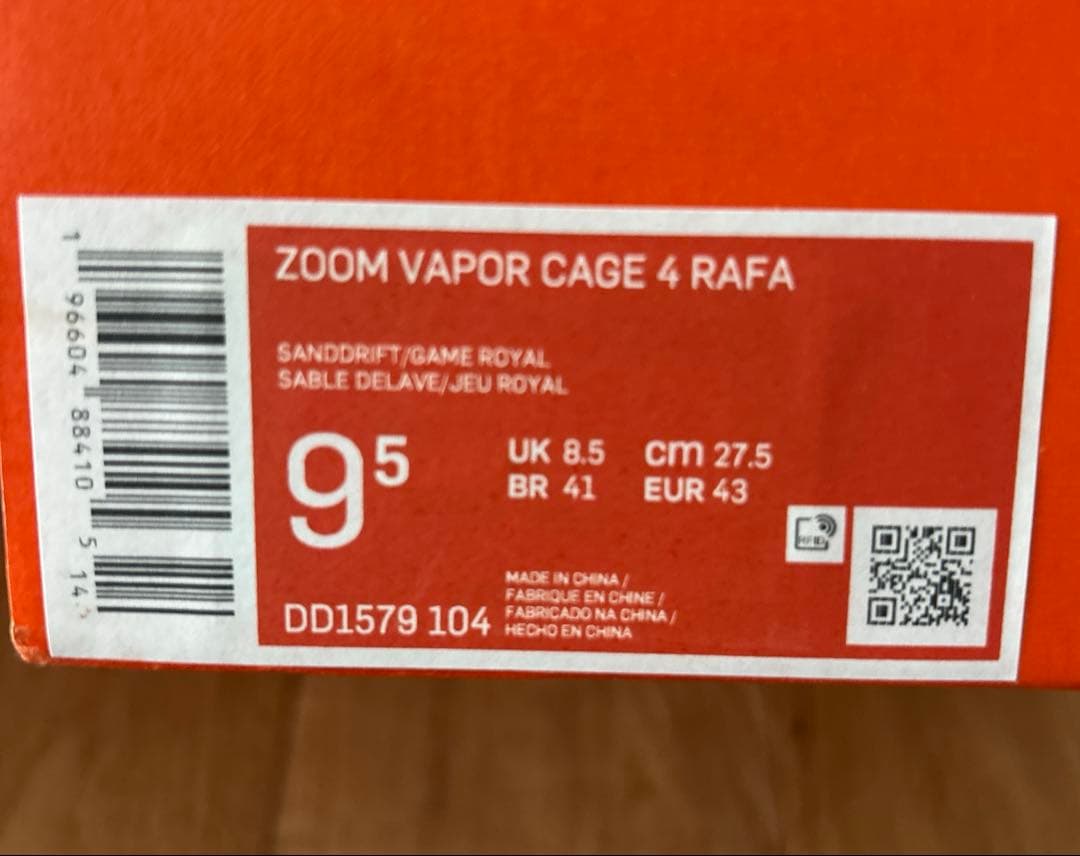 ZOOM VAPOR CAGE 4 RAFA
SANDDRIFT/GAME ROYAL
SABLE DELAVE/JEU ROYAL
9⁵
UK 8.5 cm 27.5
BR 41 EUR 43
MADE IN CHINA /
FABRIQUE EN CHINE /
FABRICADO NA CHINA /
HECHO EN CHINA
DD1579 104
RFID
1 96604 88410 5 14